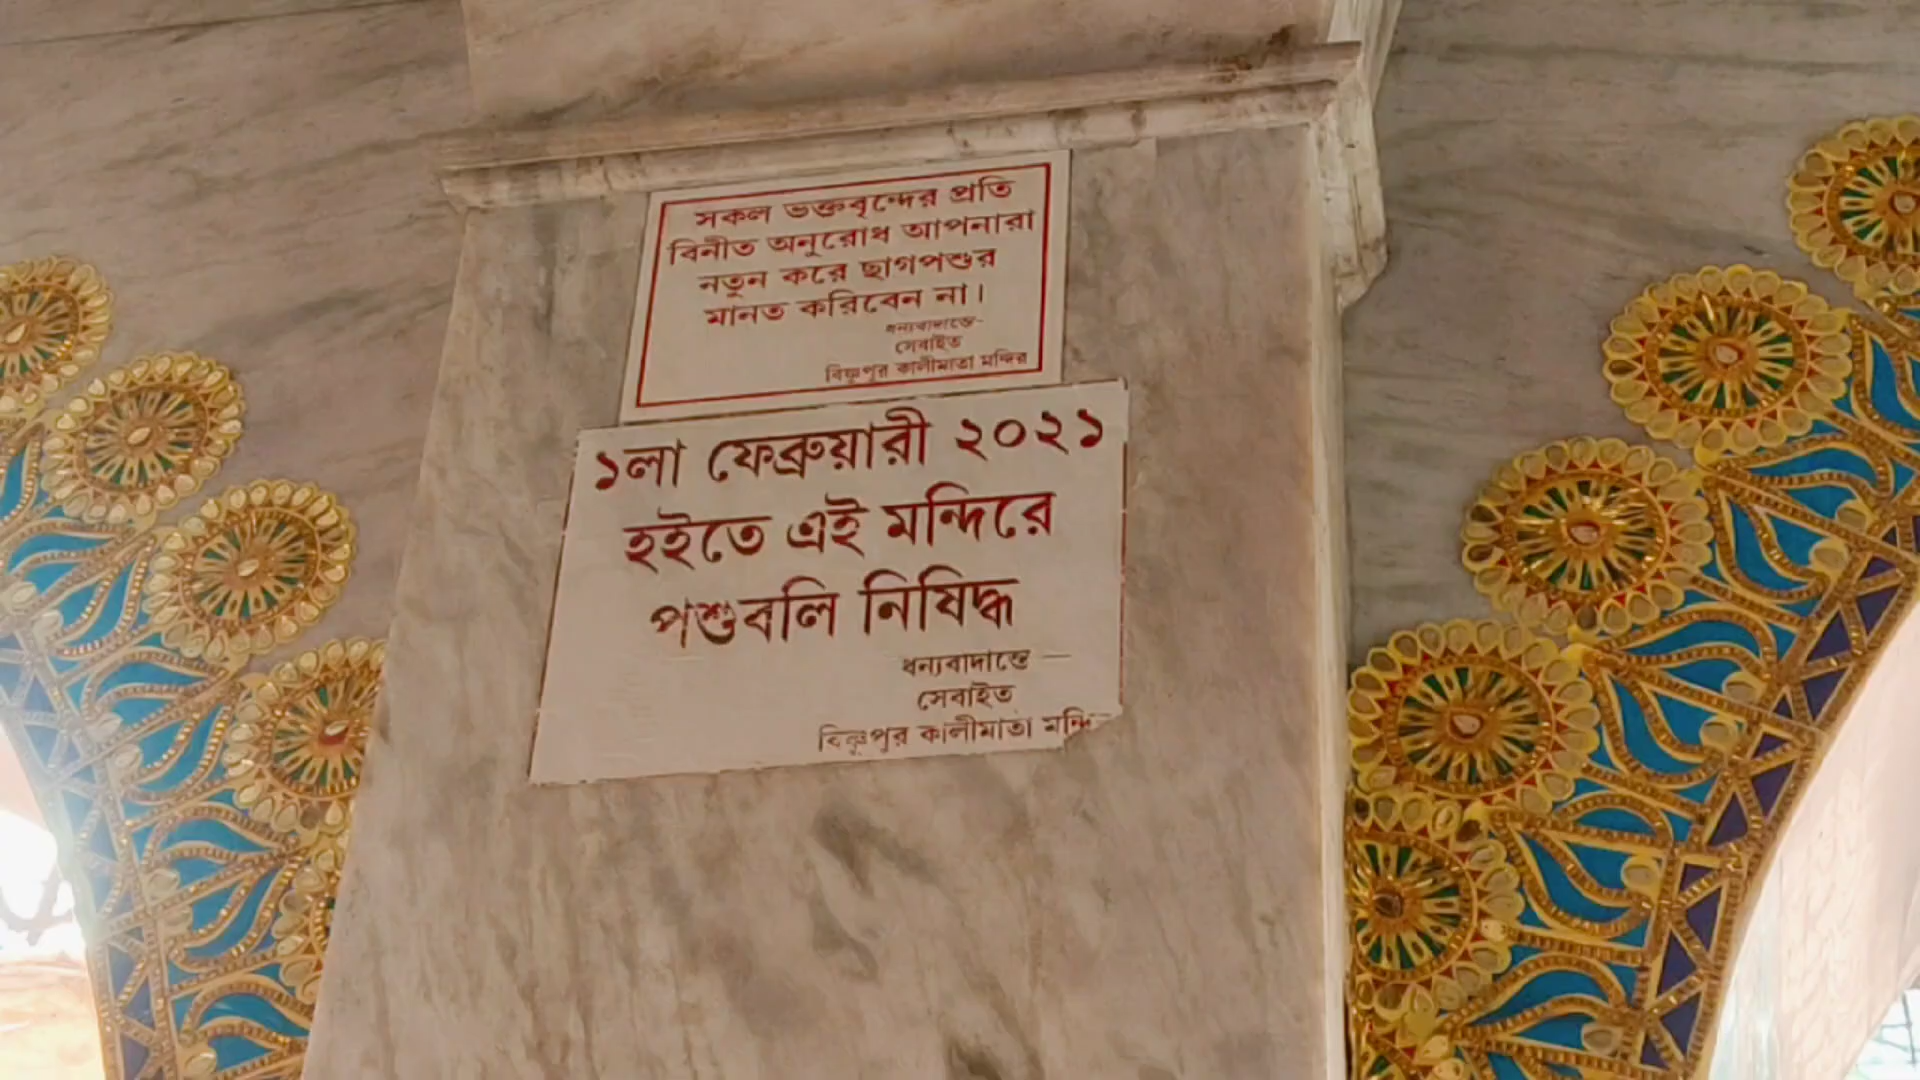 সকল ভক্তবৃন্দের প্রতি
বিনীত অনুরোধ আপনারা
নতুন করে ছাগপশুর
মানত করিবেন না।
ধন্যবাদান্তে-
সেবাইত
বিষ্ণুপুর কালীমাতা মন্দির
১লা ফেব্রুয়ারী ২০২১
হইতে এই মন্দিরে
পশুবলি নিষিদ্ধ
ধন্যবাদান্তে —
সেবাইত
বিষ্ণুপুর কালীমাতা মন্দি